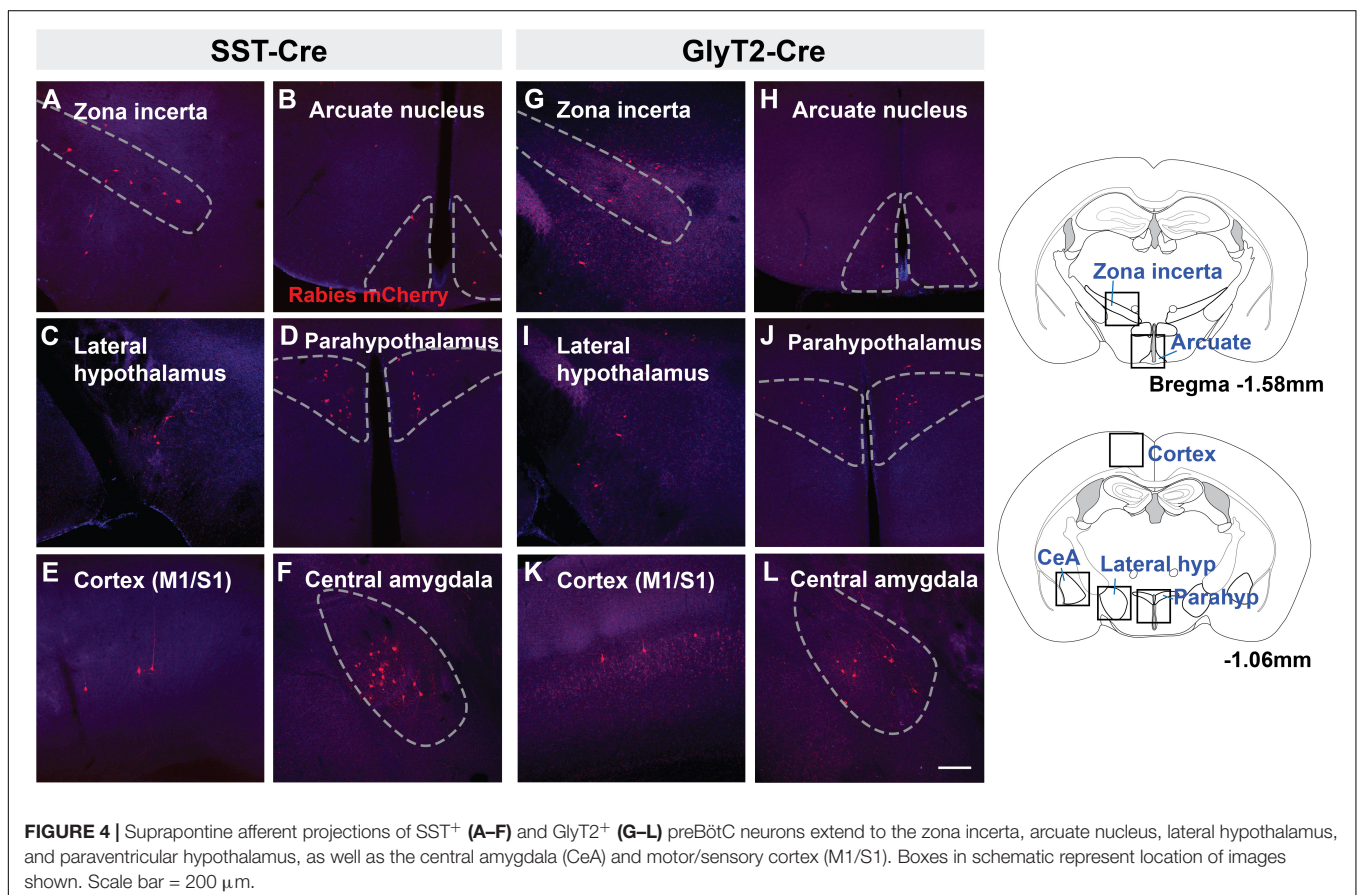 SST-Cre
GlyT2-Cre
A Zona incerta
B Arcuate nucleus
Rabies mCherry
G Zona incerta
H Arcuate nucleus
C Lateral
hypothalamus
D Parahypothalamus
I Lateral
hypothalamus
J Parahypothalamus
E Cortex (M1/S1)
F Central amygdala
K Cortex (M1/S1)
L Central amygdala
Zona incerta
Arcuate
Bregma -1.58mm
Cortex
CeA
Lateral hyp
Parahyp
-1.06mm
FIGURE 4 | Suprapontine afferent projections of SST⁺ (A–F) and GlyT2⁺ (G–L) preBötC neurons extend to the zona incerta, arcuate nucleus, lateral hypothalamus,
and paraventricular hypothalamus, as well as the central amygdala (CeA) and motor/sensory cortex (M1/S1). Boxes in schematic represent location of images
shown. Scale bar = 200 μm.